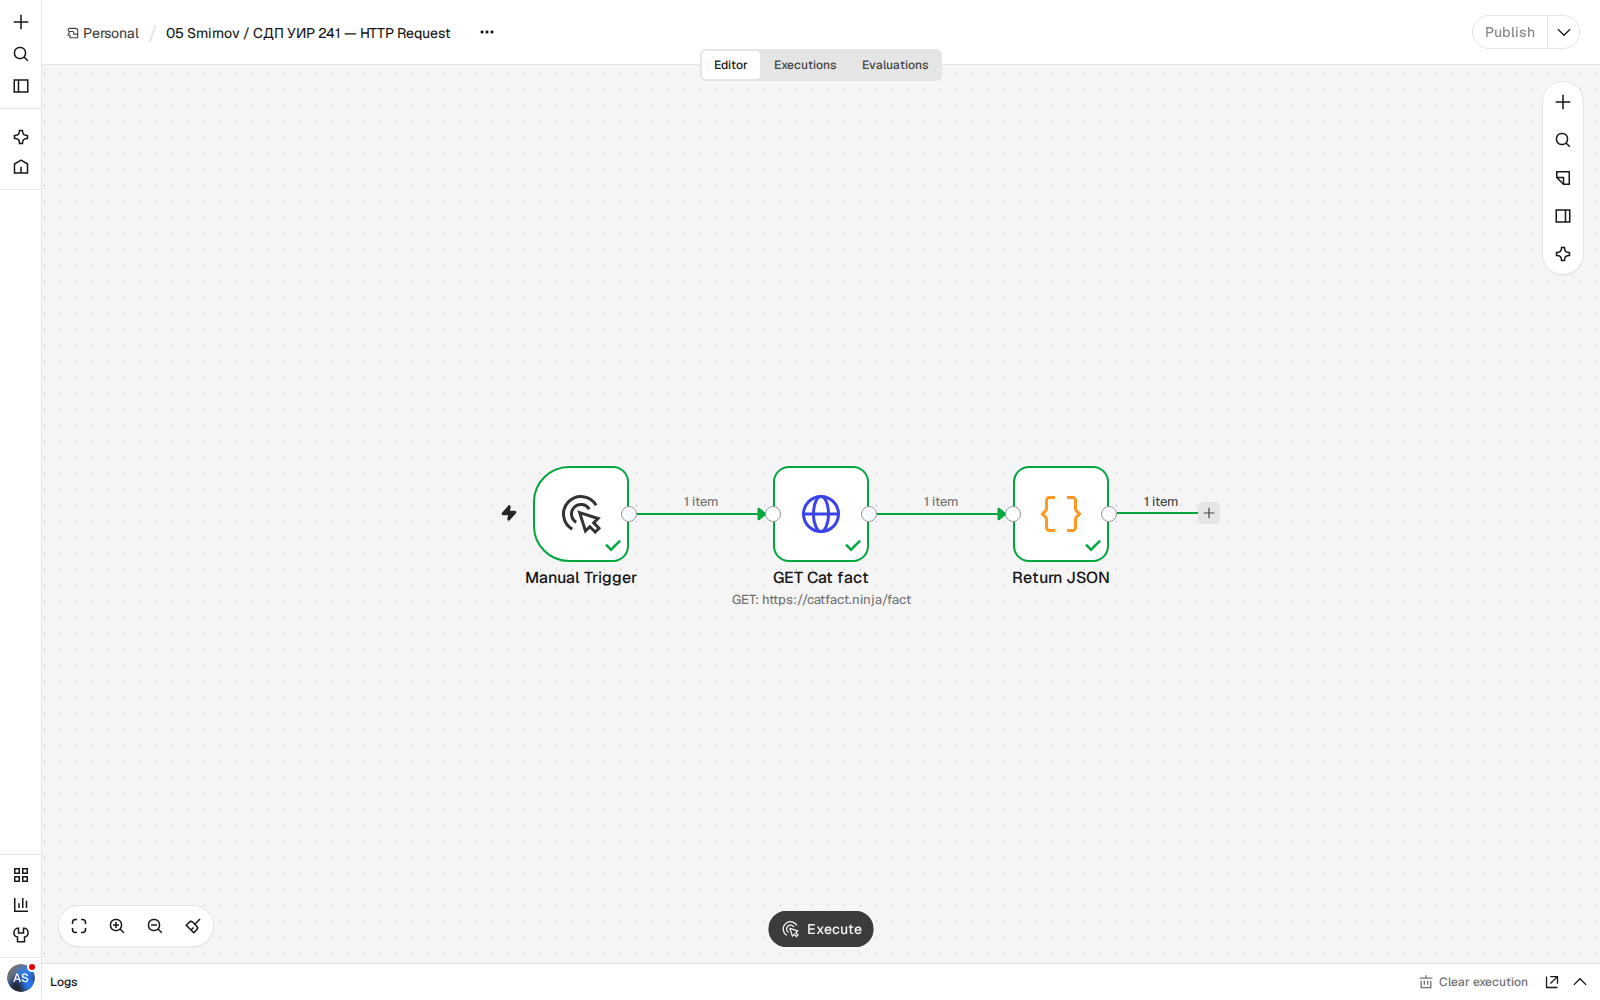 Personal / 05 Smirnov / СДП УИР 241 — HTTP Request
Publish
Editor Executions Evaluations
1 item 1 item 1 item
Manual Trigger GET Cat fact Return JSON
GET: https://catfact.ninja/fact
Execute
AS
Logs
Clear execution